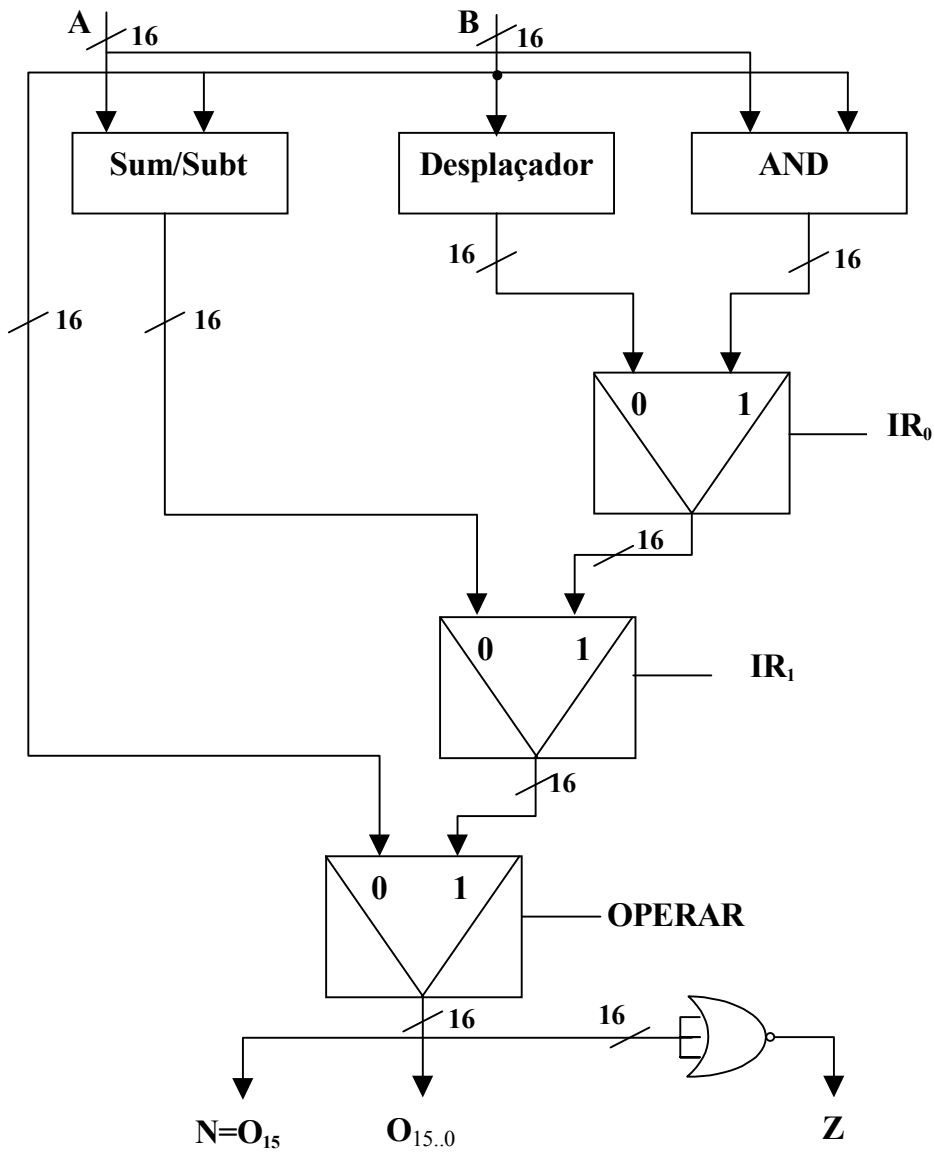 A
16
B
16
Sum/Subt
Desplaçador
AND
16
16
16
16
0 1
IR₀
16
0 1
IR₁
16
0 1
OPERAR
16
16
N=O₁₅
O₁₅..₀
Z